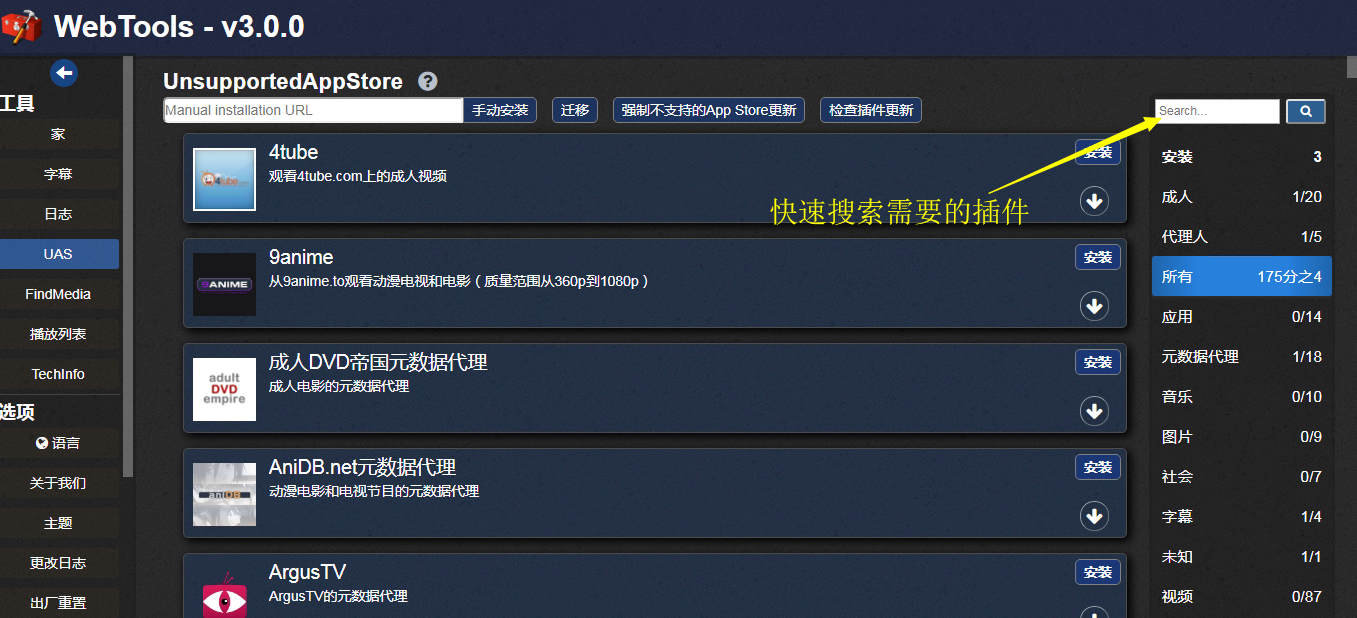 WebTools - v3.0.0
工具
家
字幕
日志
UAS
FindMedia
播放列表
TechInfo
选项
语言
关于我们
主题
更改日志
出厂重置
UnsupportedAppStore ?
Manual installation URL 手动安装 迁移 强制不支持的App Store更新 检查插件更新
4tube 安装
观看4tube.com上的成人视频
4tube
快速搜索需要的插件
9anime 安装
从9anime.to观看动漫电视和电影（质量范围从360p到1080p）
9ANIME
成人DVD帝国元数据代理 安装
成人电影的元数据代理
adult
DVD
empire
AniDB.net元数据代理 安装
动漫电影和电视节目的元数据代理
aniDB
ArgusTV 安装
ArgusTV的元数据代理
Search...
安装 3
成人 1/20
代理人 1/5
所有 175分之4
应用 0/14
元数据代理 1/18
音乐 0/10
图片 0/9
社会 0/7
字幕 1/4
未知 1/1
视频 0/87